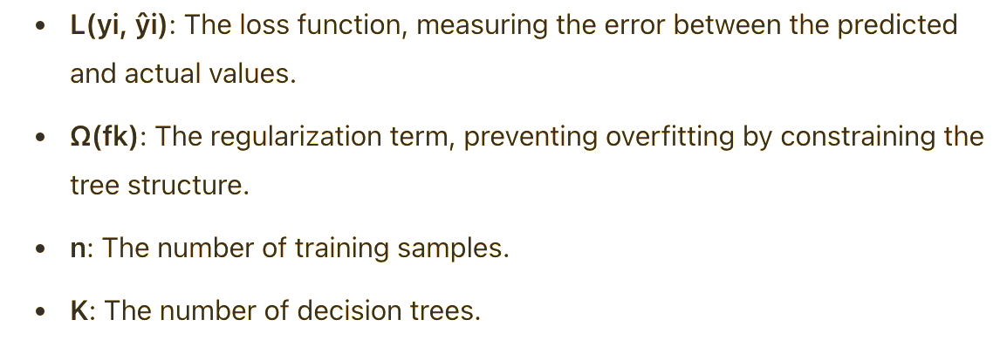 • L(yi, ŷi): The loss function, measuring the error between the predicted
and actual values.
• Ω(fk): The regularization term, preventing overfitting by constraining the
tree structure.
• n: The number of training samples.
• K: The number of decision trees.